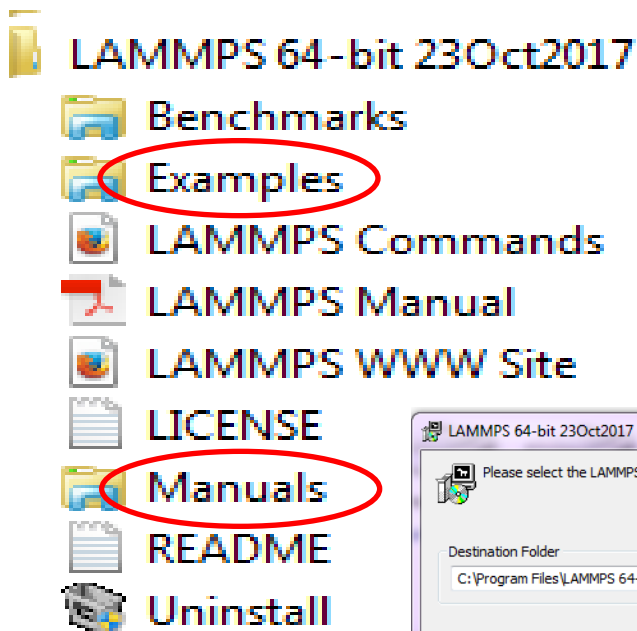 LAMMPS 64-bit 23Oct2017
Benchmarks
Examples
LAMMPS Commands
LAMMPS Manual
LAMMPS WWW Site
LICENSE
Manuals
README
Uninstall
LAMMPS 64-bit 23Oct2017
Please select the LAMMPS
Destination Folder
C:\Program Files\LAMMPS 64-